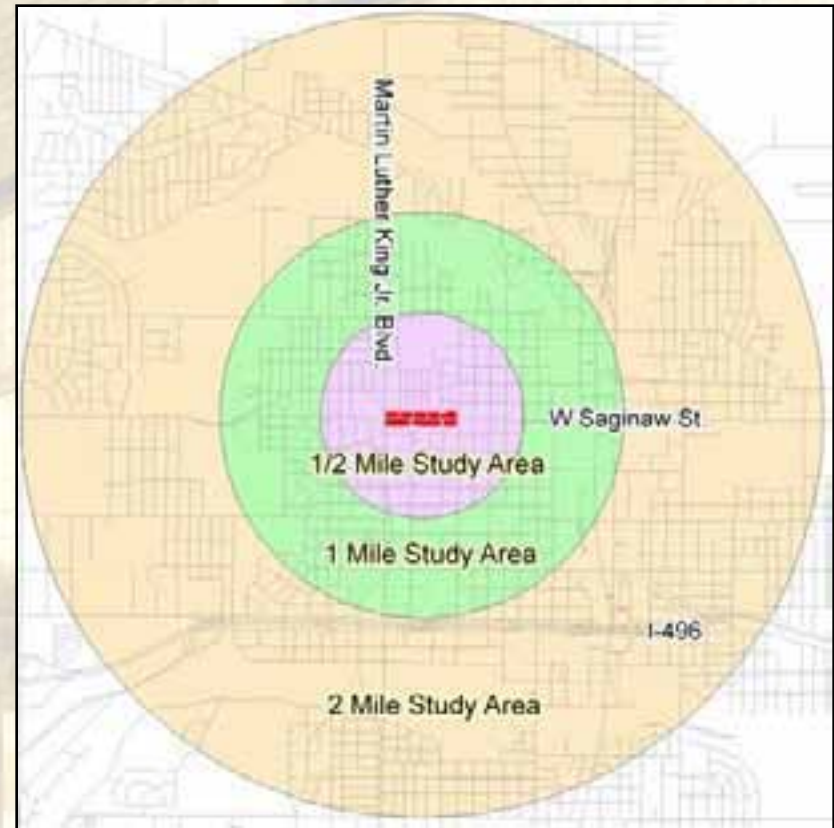 Martin Luther King Jr. Blvd.
W Saginaw St
1/2 Mile Study Area
1 Mile Study Area
I-496
2 Mile Study Area